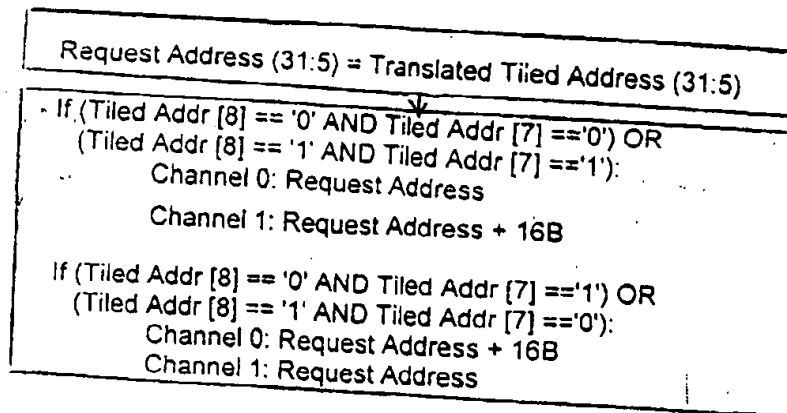 Request Address (31:5) = Translated Tiled Address (31:5)
If (Tiled Addr [8] == '0' AND Tiled Addr [7] =='0') OR
(Tiled Addr [8] == '1' AND Tiled Addr [7] =='1'):
Channel 0: Request Address
Channel 1: Request Address + 16B
If (Tiled Addr [8] == '0' AND Tiled Addr [7] =='1') OR
(Tiled Addr [8] == '1' AND Tiled Addr [7] =='0'):
Channel 0: Request Address + 16B
Channel 1: Request Address